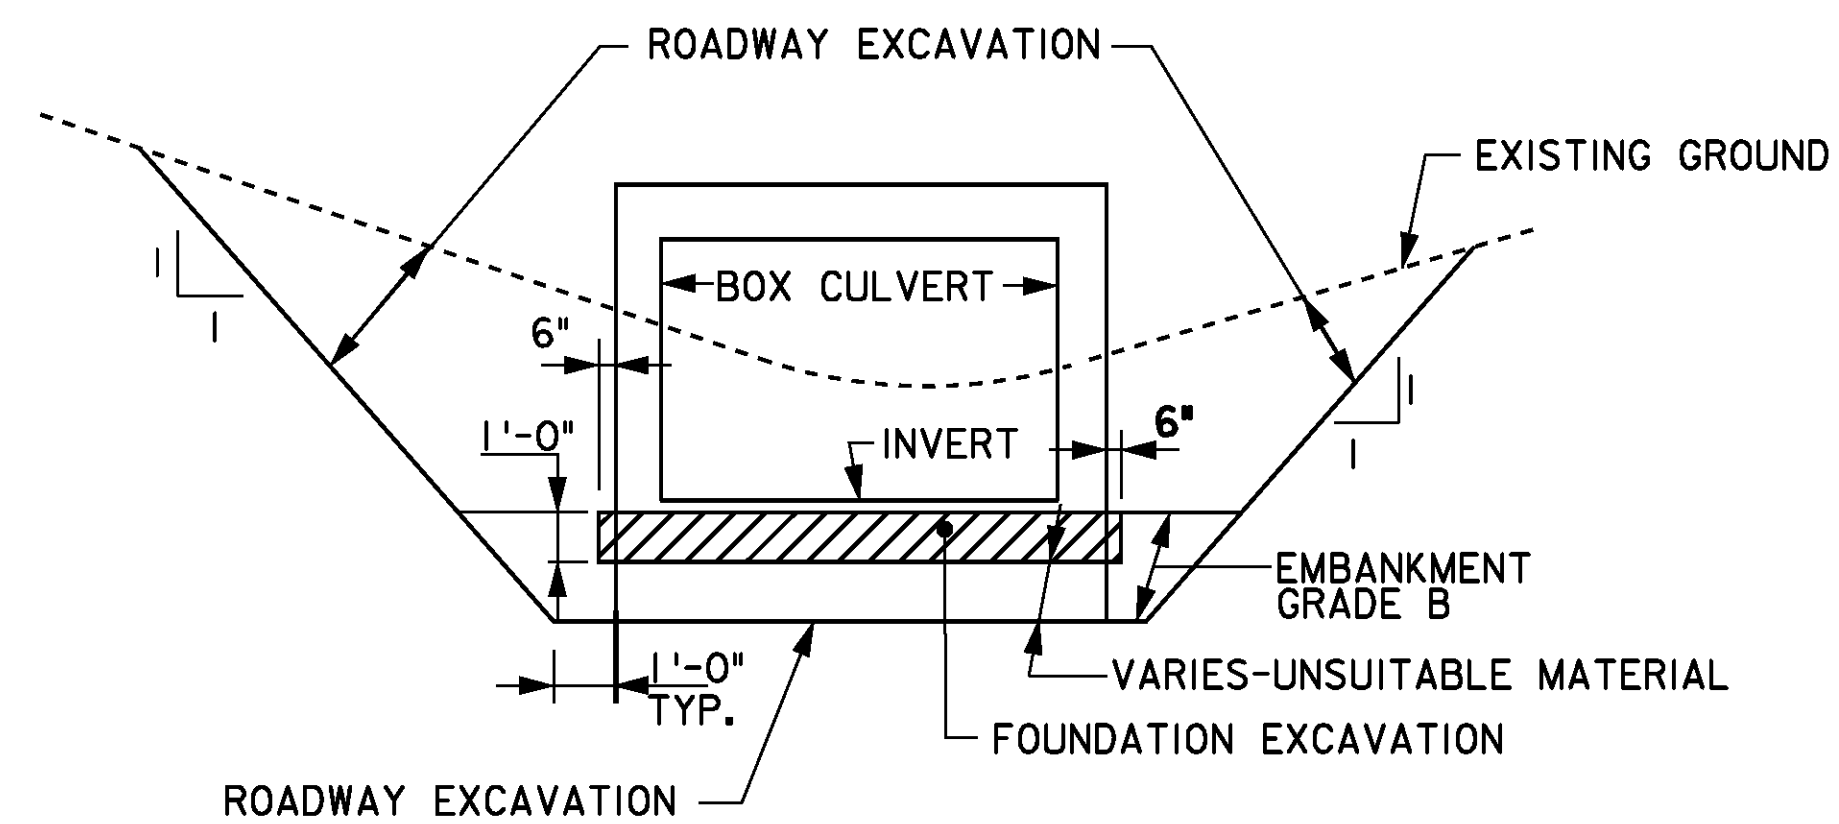 ROADWAY EXCAVATION
EXISTING GROUND
1
1
BOX CULVERT
6"
1'-0"
INVERT
6"
1
1
EMBANKMENT
GRADE B
1'-0"
TYP.
VARIES-UNSUITABLE MATERIAL
FOUNDATION EXCAVATION
ROADWAY EXCAVATION